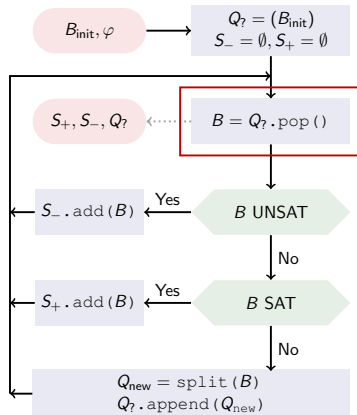 B_init, φ
Q_? = (B_init)
S_− = ∅, S_+ = ∅
S_+, S_−, Q_?
B = Q_?.pop()
S_−.add(B)
Yes
B UNSAT
No
S_+.add(B)
Yes
B SAT
No
Q_new = split(B)
Q_?.append(Q_new)